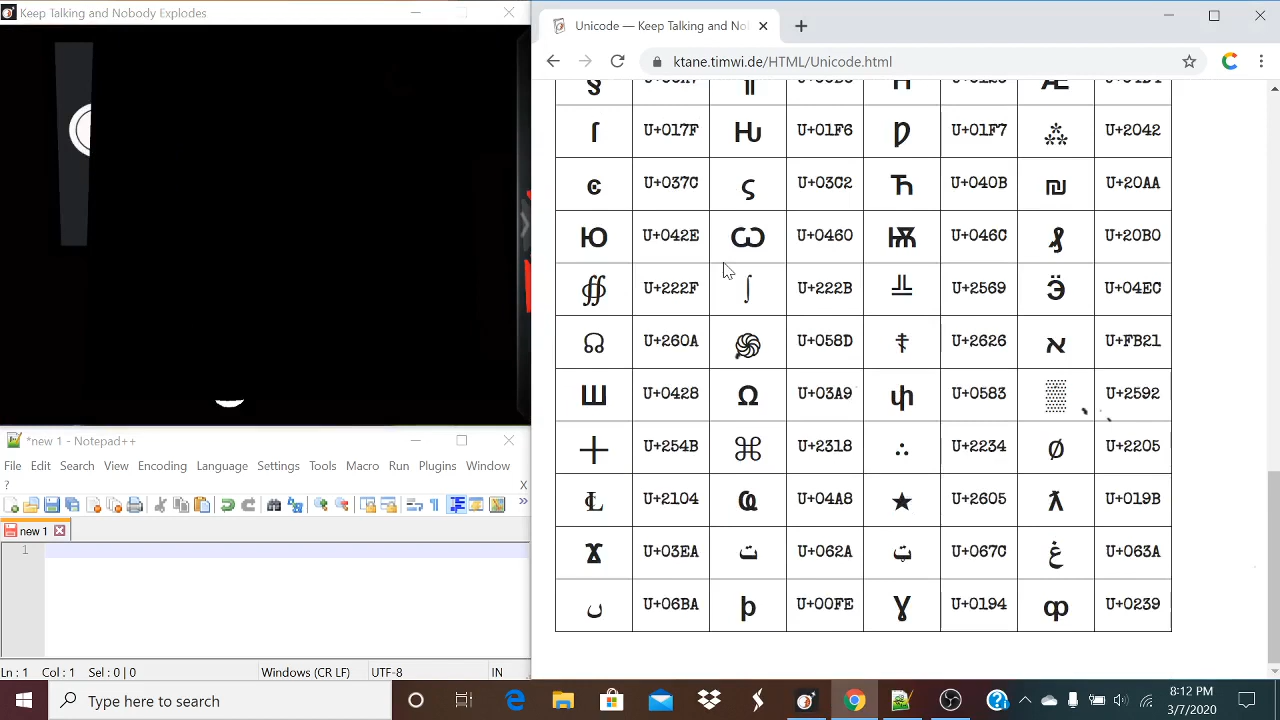 Keep Talking and Nobody Explodes
Unicode — Keep Talking and No
ktane.timwi.de/HTML/Unicode.html
ſ U+017F Ƕ U+01F6 Ƿ U+01F7 ⁂ U+2042
ͼ U+037C ς U+03C2 Ћ U+040B ₪ U+20AA
Ю U+042E Ѡ U+0460 Ѭ U+046C ₰ U+20B0
∯ U+222F ∫ U+222B ╩ U+2569 Ӭ U+04EC
☊ U+260A ֍ U+058D ☦ U+2626 ﬡ U+FB21
Ш U+0428 Ω U+03A9 փ U+0583 ▒ U+2592
╋ U+254B ⌘ U+2318 ∴ U+2234 ∅ U+2205
℄ U+2104 Ҩ U+04A8 ★ U+2605 ƛ U+019B
Ϫ U+03EA ت U+062A ټ U+067C غ U+063A
ں U+06BA þ U+00FE Ɣ U+0194 ȹ U+0239
*new 1 - Notepad++
File Edit Search View Encoding Language Settings Tools Macro Run Plugins Window
? X
new 1
1
Ln : 1 Col : 1 Sel : 0 | 0 Windows (CR LF) UTF-8 IN
Type here to search
8:12 PM
3/7/2020